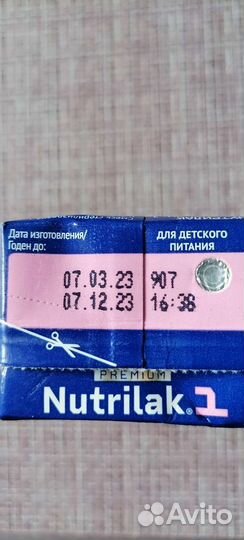 Дата изготовления/
Годен до:
ДЛЯ ДЕТСКОГО
ПИТАНИЯ
07.03.23 907
07.12.23 16:38
PREMIUM
Nutrilak® 1
Avito